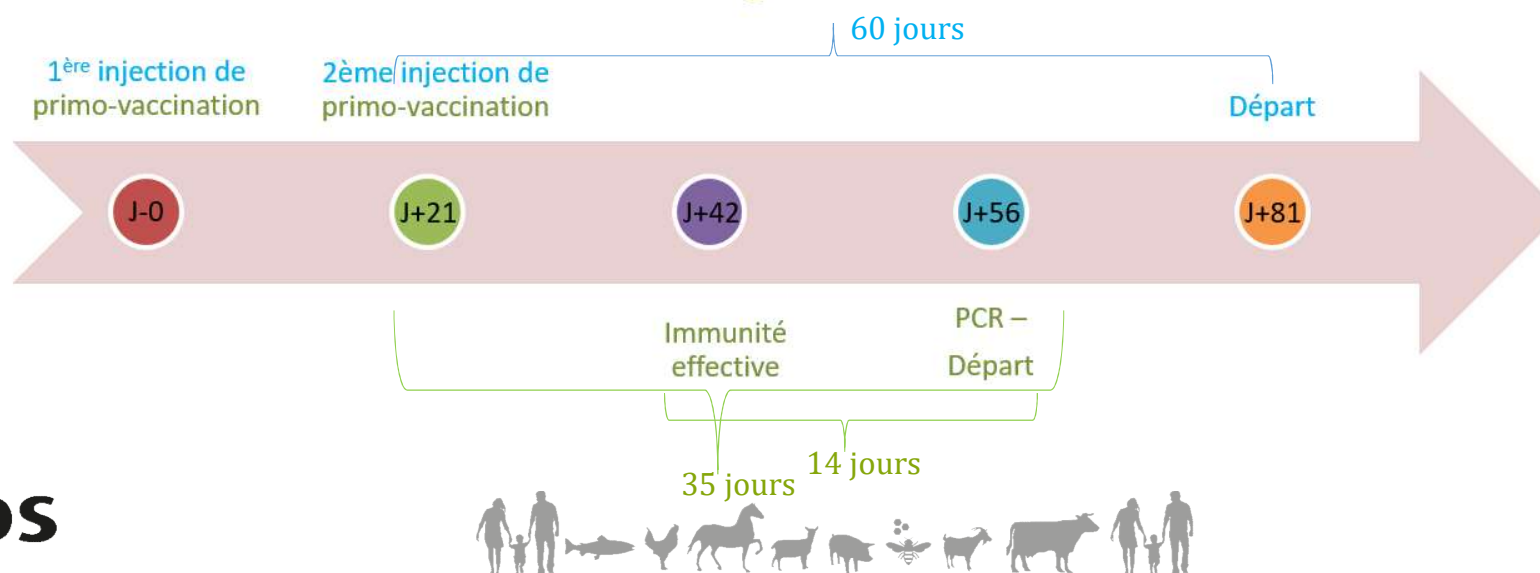 60 jours
1ère injection de
primo-vaccination
2ème injection de
primo-vaccination
Départ
J-0
J+21
J+42
J+56
J+81
Immunité
effective
PCR –
Départ
14 jours
35 jours
os